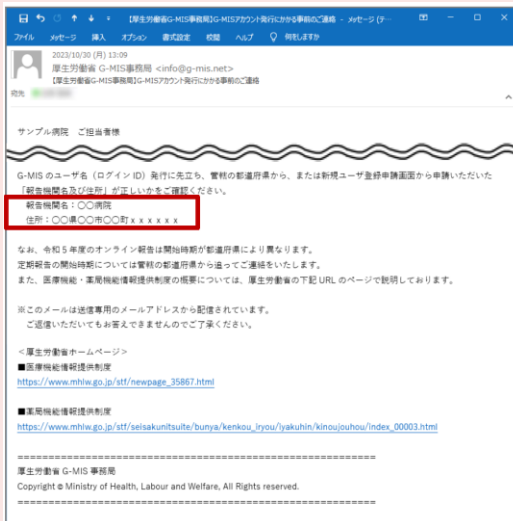 【厚生労働省G-MIS事務局】G-MISアカウント発行にかかる事前のご連絡 - メッセージ (テ…
ファイル メッセージ 挿入 オプション 書式設定 校閲 ヘルプ 何をしますか
2023/10/30 (月) 13:09
厚生労働省 G-MIS事務局 <info@g-mis.net>
【厚生労働省G-MIS事務局】G-MISアカウント発行にかかる事前のご連絡
宛先
サンプル病院　ご担当者様
G-MIS のユーザ名（ログイン ID）発行に先立ち、管轄の都道府県から、または新規ユーザ登録申請画面から申請いただいた
「報告機関名及び住所」が正しいかをご確認ください。
報告機関名：〇〇病院
住所：〇〇県〇〇市〇〇町ｘｘｘｘｘｘ
なお、令和５年度のオンライン報告は開始時期が都道府県により異なります。
定期報告の開始時期については管轄の都道府県から追ってご連絡をいたします。
また、医療機能・薬局機能情報提供制度の概要については、厚生労働省の下記 URL のページで説明しております。
※このメールは送信専用のメールアドレスから配信されています。
ご返信いただいてもお答えできませんのでご了承ください。
＜厚生労働省ホームページ＞
■医療機能情報提供制度
https://www.mhlw.go.jp/stf/newpage_35867.html
■薬局機能情報提供制度
https://www.mhlw.go.jp/stf/seisakunitsuite/bunya/kenkou_iryou/iyakuhin/kinoujouhou/index_00003.html
==========================================================
厚生労働省 G-MIS 事務局
Copyright © Ministry of Health, Labour and Welfare, All Rights reserved.
==========================================================